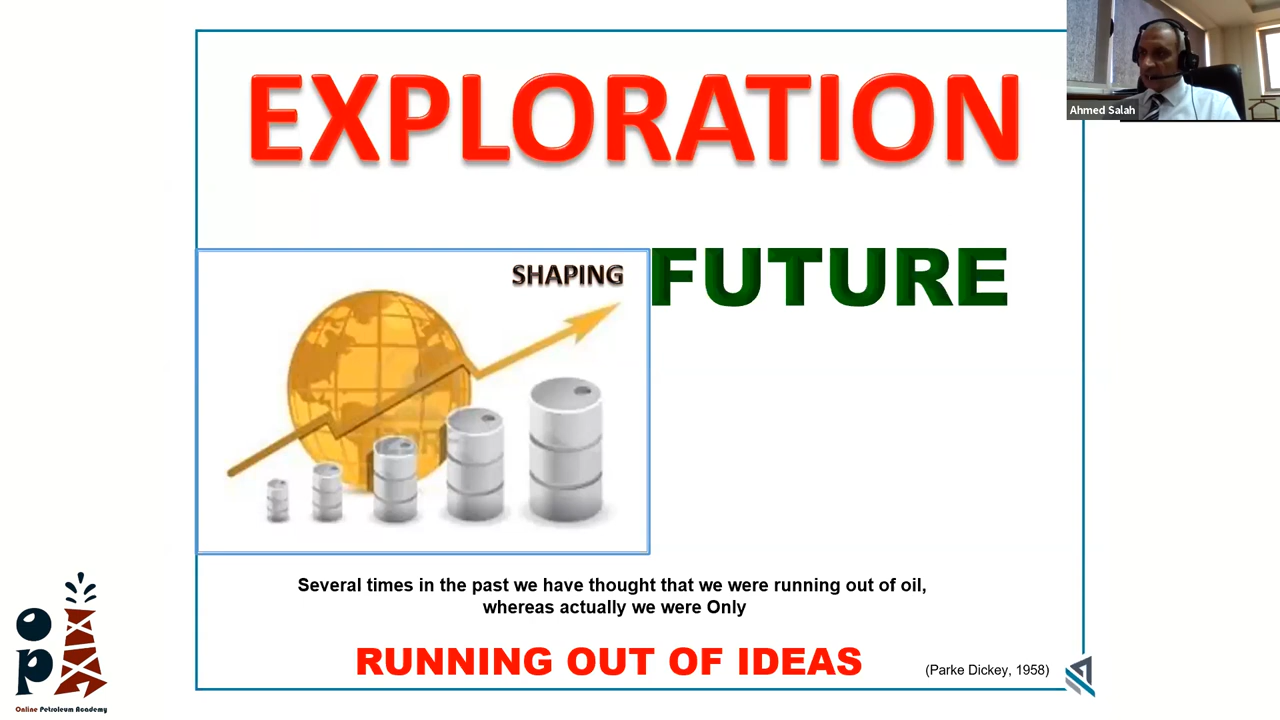 EXPLORATION
Ahmed Salah
SHAPING
FUTURE
Several times in the past we have thought that we were running out of oil,
whereas actually we were Only
RUNNING OUT OF IDEAS
(Parke Dickey, 1958)
OP
Online Petroleum Academy